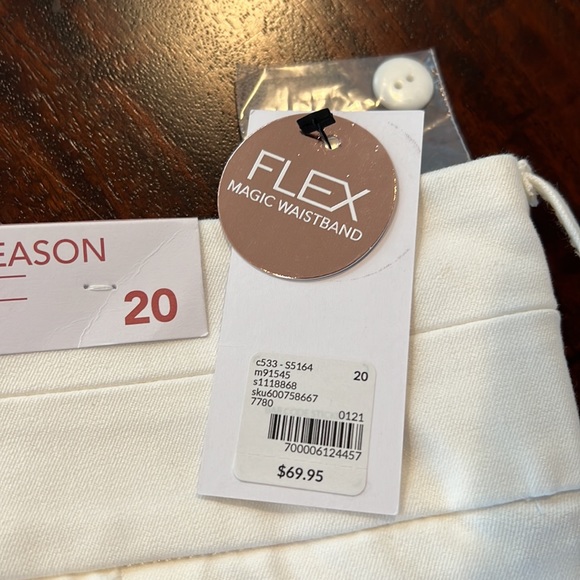 FLEX
MAGIC WAISTBAND
EASON
20
c533 - S5164
m91545 20
s1118868
sku600758667
7780
0121
700006124457
$69.95